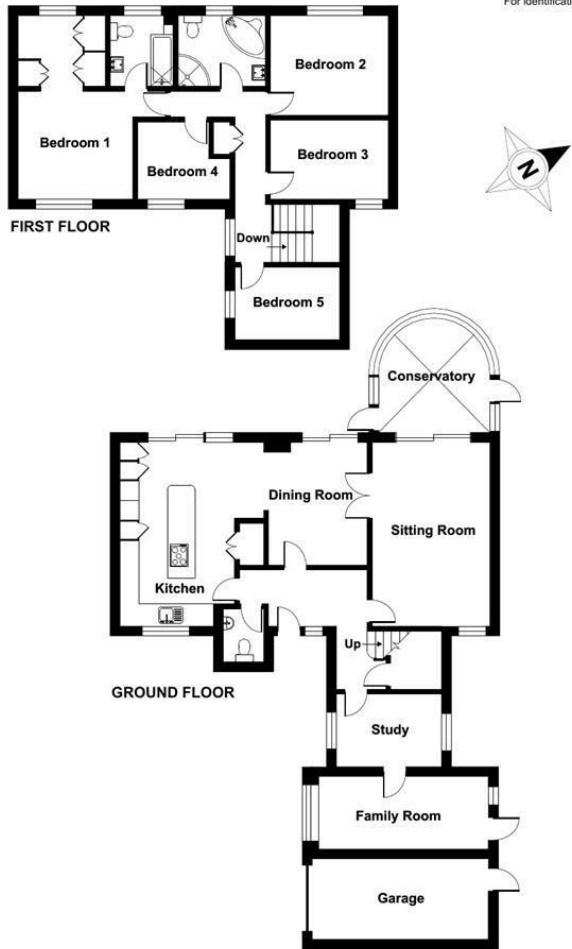 For identificati
Bedroom 2
Bedroom 1
Bedroom 4
Bedroom 3
FIRST FLOOR
Down
Bedroom 5
N
Conservatory
Dining Room
Sitting Room
Kitchen
Up
GROUND FLOOR
Study
Family Room
Garage